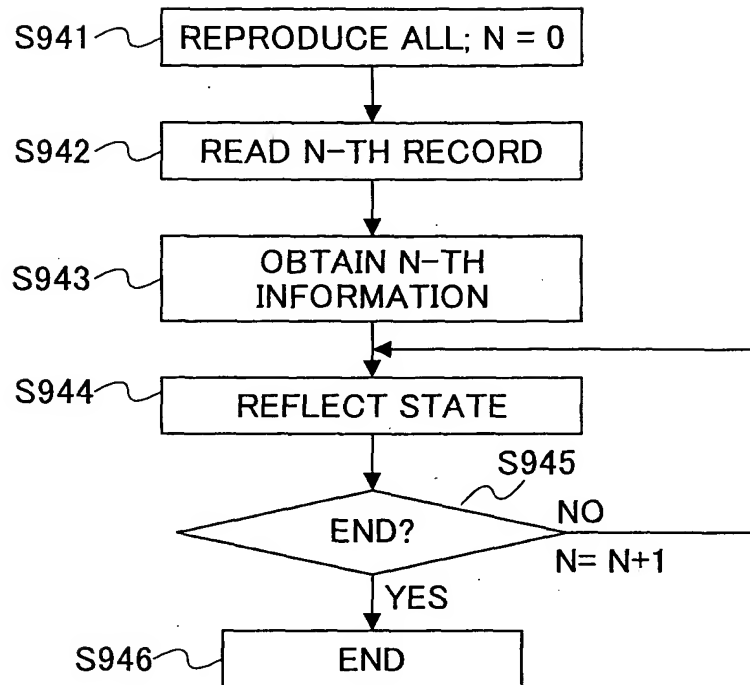 S941 REPRODUCE ALL; N = 0
S942 READ N-TH RECORD
S943 OBTAIN N-TH
INFORMATION
S944 REFLECT STATE
S945
END? NO
N= N+1
YES
S946 END